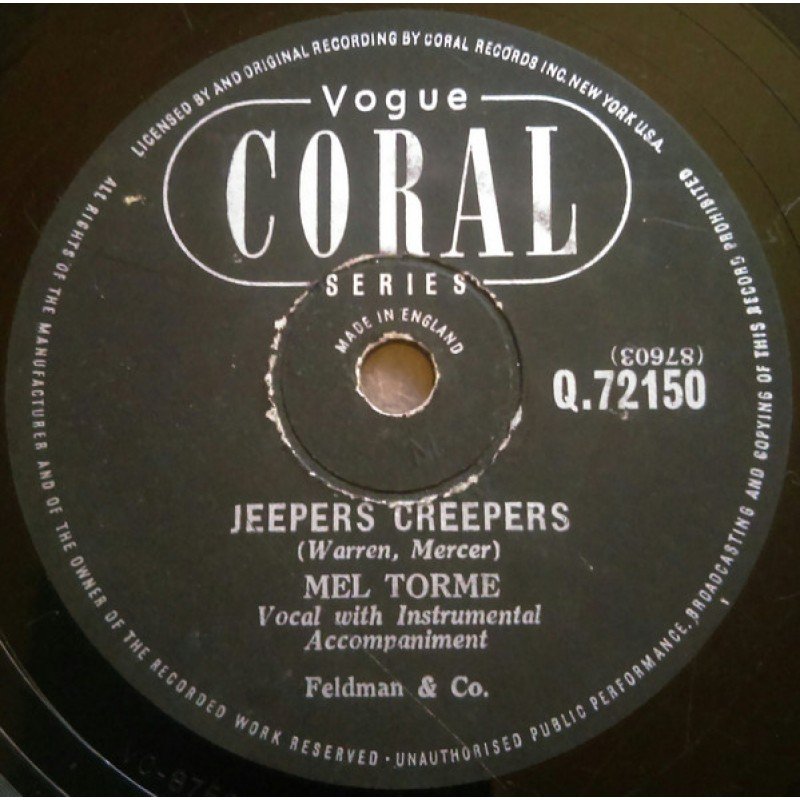 LICENSED BY AND ORIGINAL RECORDING BY CORAL RECORDS INC. NEW YORK U.S.A.
Vogue
CORAL
SERIES
MADE IN ENGLAND
(87603)
Q.72150
JEEPERS CREEPERS
(Warren, Mercer)
MEL TORME
Vocal with Instrumental
Accompaniment
Feldman & Co.
ALL RIGHTS OF THE MANUFACTURER AND OF THE OWNER OF THE RECORDED WORK RESERVED · UNAUTHORISED PUBLIC PERFORMANCE, BROADCASTING AND COPYING OF THIS RECORD PROHIBITED